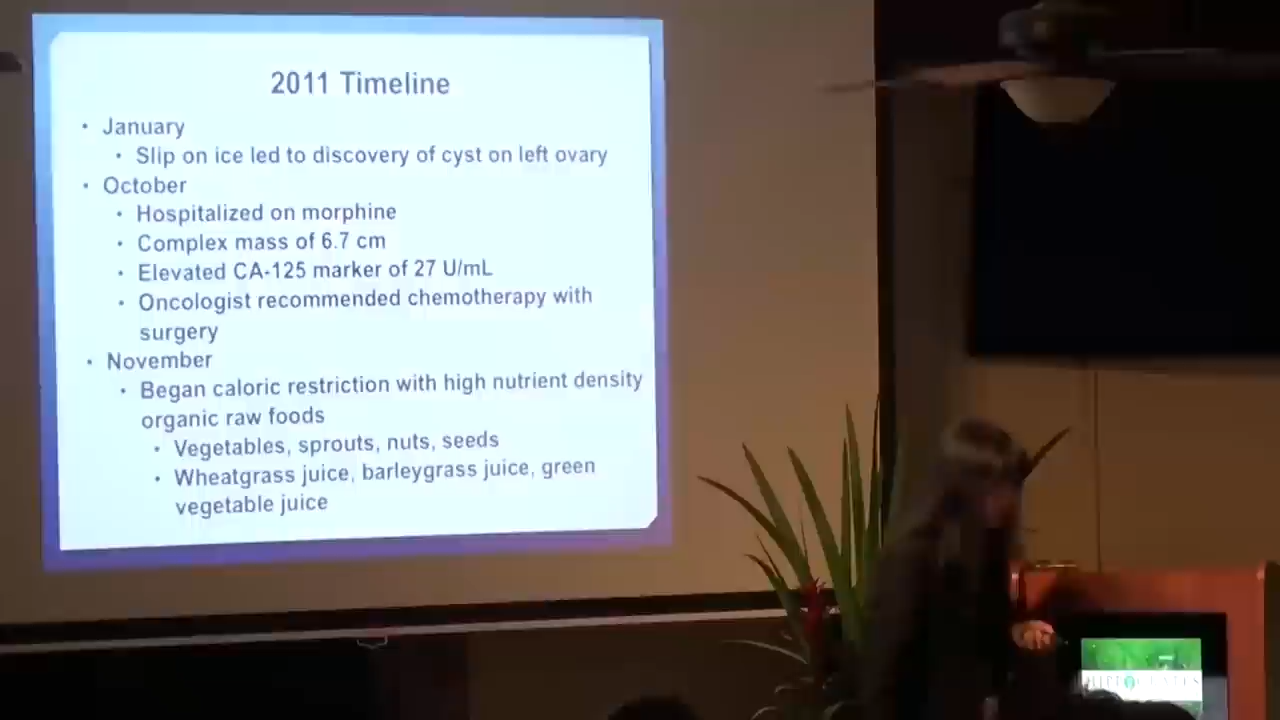 2011 Timeline
• January
• Slip on ice led to discovery of cyst on left ovary
• October
• Hospitalized on morphine
• Complex mass of 6.7 cm
• Elevated CA-125 marker of 27 U/mL
• Oncologist recommended chemotherapy with
surgery
• November
• Began caloric restriction with high nutrient density
organic raw foods
• Vegetables, sprouts, nuts, seeds
• Wheatgrass juice, barleygrass juice, green
vegetable juice
HIPPOCRATES